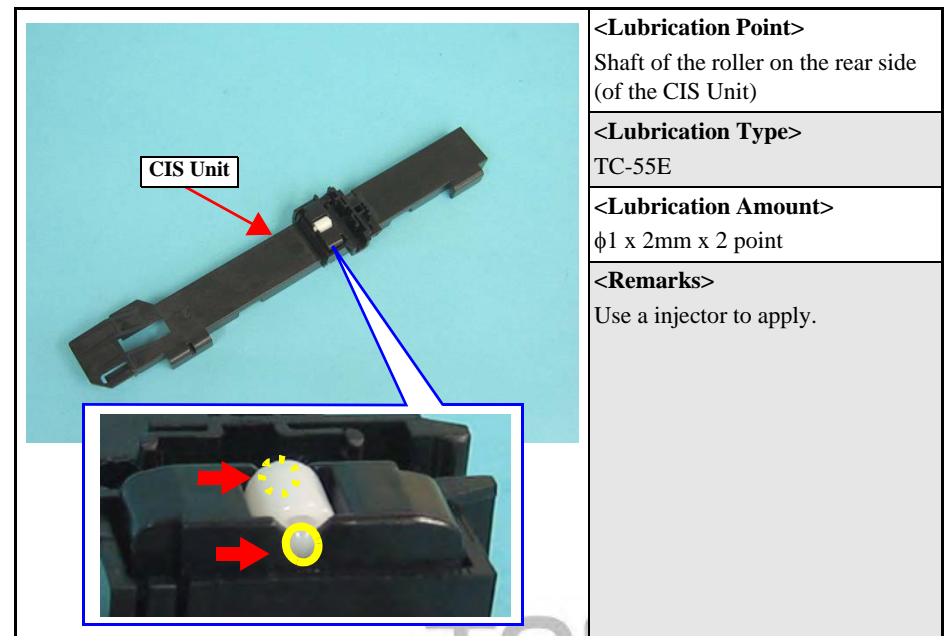 CIS Unit
<Lubrication Point>
Shaft of the roller on the rear side
(of the CIS Unit)
<Lubrication Type>
TC-55E
<Lubrication Amount>
ϕ1 x 2mm x 2 point
<Remarks>
Use a injector to apply.